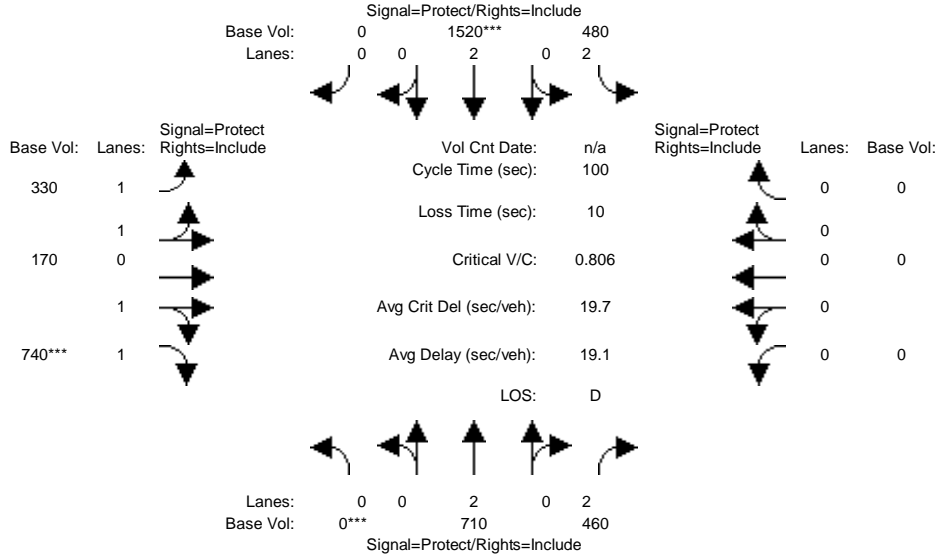 Signal=Protect/Rights=Include
Base Vol: 0 1520*** 480
Lanes: 0 0 2 0 2
Signal=Protect
Base Vol: Lanes: Rights=Include
Vol Cnt Date: n/a
Signal=Protect
Rights=Include Lanes: Base Vol:
Cycle Time (sec): 100
330 1
0 0
Loss Time (sec): 10
1
0
170 0
Critical V/C: 0.806
0 0
1
Avg Crit Del (sec/veh): 19.7
0
740*** 1
Avg Delay (sec/veh): 19.1
0 0
LOS: D
Lanes: 0 0 2 0 2
Base Vol: 0*** 710 460
Signal=Protect/Rights=Include